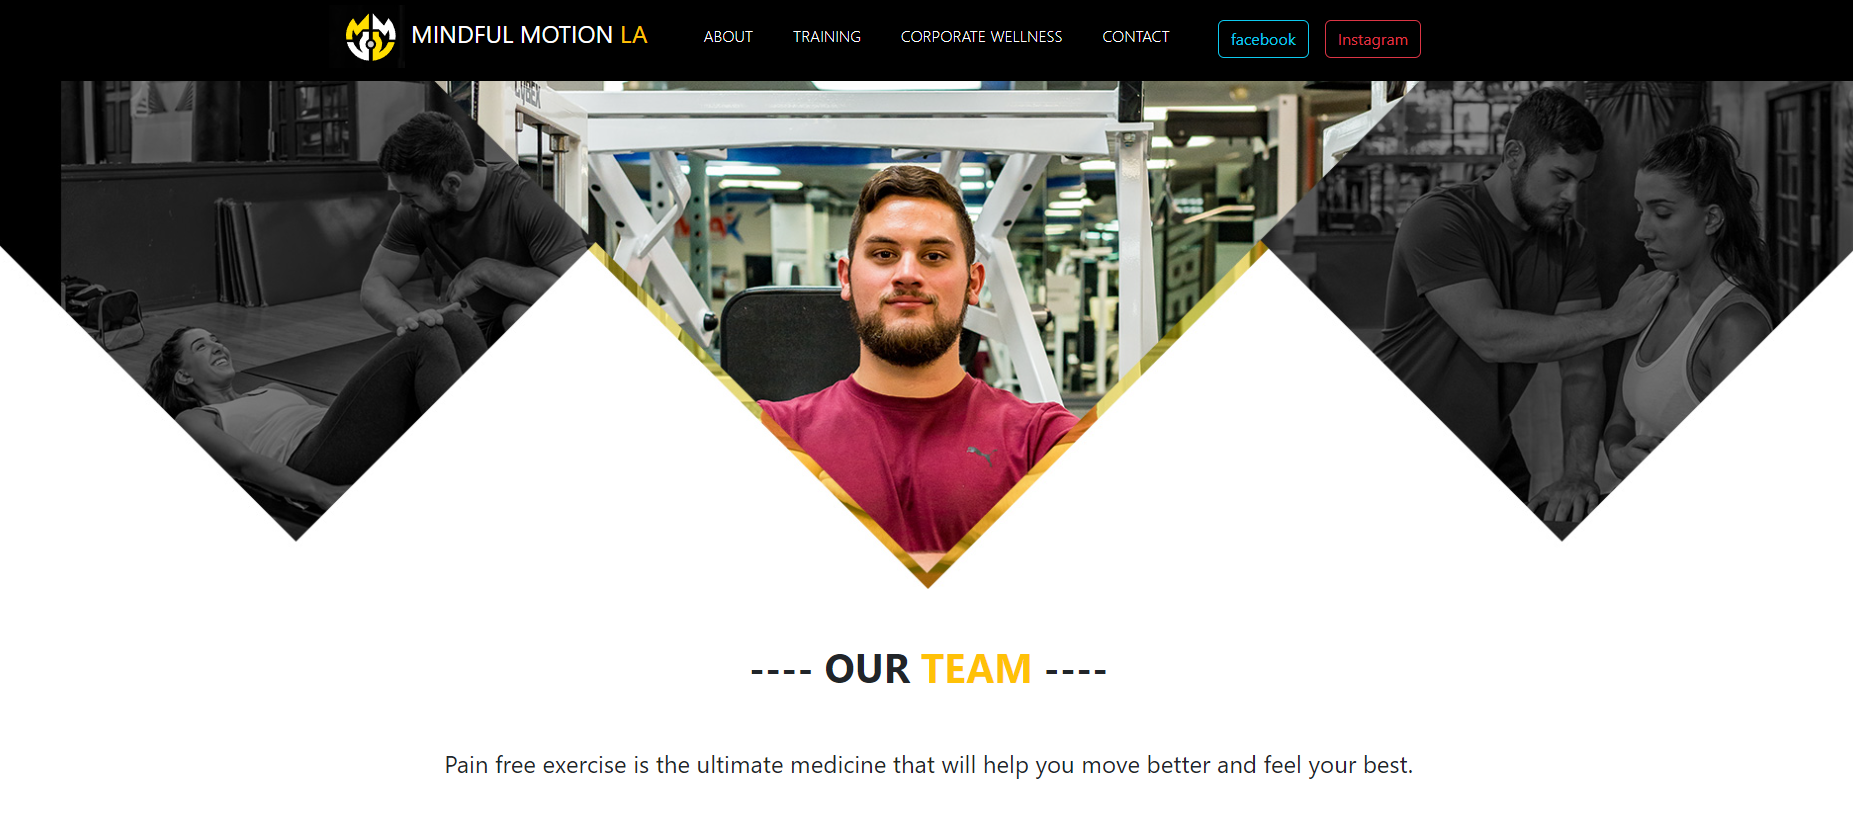 MINDFUL MOTION LA
ABOUT
TRAINING
CORPORATE WELLNESS
CONTACT
facebook
Instagram
---- OUR TEAM ----
Pain free exercise is the ultimate medicine that will help you move better and feel your best.